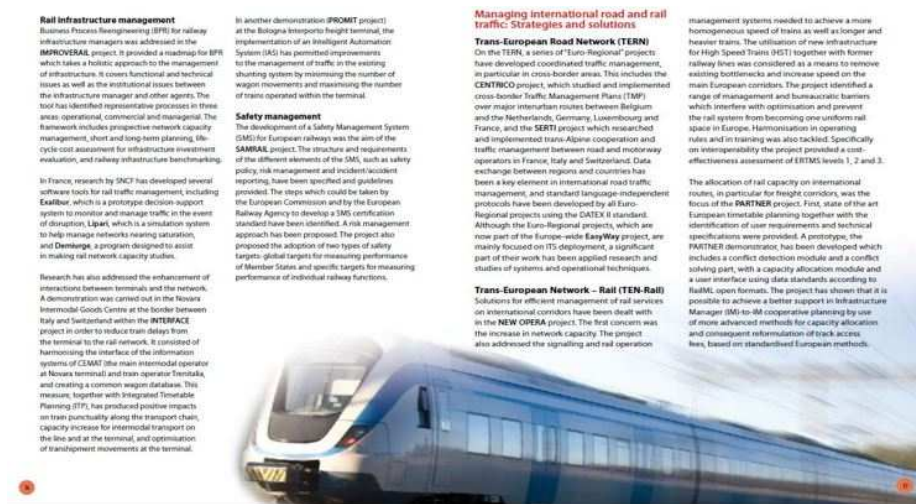 Rail infrastructure management
Business Process Reengineering (BPR) for railway
infrastructure managers was addressed in the
IMPROVERAIL project. It provided a roadmap for BPR
which takes a holistic approach to the management
of infrastructure. It covers functional and technical
issues as well as the institutional issues between
the infrastructure manager and other agents. The
tool has identified representative processes in three
areas: operational, commercial and managerial. The
framework includes prospective network capacity
management, short and long-term planning, life-
cycle cost assessment for infrastructure investment
evaluation, and railway infrastructure benchmarking.
In France, research by SNCF has developed several
software tools for rail traffic management, including
Exalibur, which is a prototype decision-support
system to monitor and manage traffic in the event
of disruption, Lipari, which is a simulation system
to help manage networks nearing saturation,
and Demiurge, a program designed to assist
in making rail network capacity studies.
Research has also addressed the enhancement of
interactions between terminals and the network.
A demonstration was carried out in the Novara
Intermodal Goods Centre at the border between
Italy and Switzerland within the INTERFACE
project in order to reduce train delays from
the terminal to the rail network. It consisted of
harmonising the interface of the information
systems of CEMAT (the main intermodal operator
at Novara terminal) and train operator Trenitalia,
and creating a common wagon database. This
measure, together with Integrated Timetable
Planning (ITP), has produced positive impacts
on train punctuality along the transport chain,
capacity increase for intermodal transport on
the line and at the terminal, and optimisation
of transhipment movements at the terminal.
In another demonstration (PROMIT project)
at the Bologna Interporto freight terminal, the
implementation of an Intelligent Automation
System (IAS) has permitted improvements
to the management of traffic in the existing
shunting system by minimising the number of
wagon movements and maximising the number
of trains operated within the terminal.
Safety management
The development of a Safety Management System
(SMS) for European railways was the aim of the
SAMRAIL project. The structure and requirements
of the different elements of the SMS, such as safety
policy, risk management and incident/accident
reporting, have been specified and guidelines
provided. The steps which could be taken by
the European Commission and by the European
Railway Agency to develop a SMS certification
standard have been identified. A risk management
approach has been proposed. The project also
proposed the adoption of two types of safety
targets: global targets for measuring performance
of Member States and specific targets for measuring
performance of individual railway functions.
Managing international road and rail
traffic: Strategies and solutions
Trans-European Road Network (TERN)
On the TERN, a series of "Euro-Regional" projects
have developed coordinated traffic management,
in particular in cross-border areas. This includes the
CENTRICO project, which studied and implemented
cross-border Traffic Management Plans (TMP)
over major interurban routes between Belgium
and the Netherlands, Germany, Luxembourg and
France, and the SERTI project which researched
and implemented trans-Alpine cooperation and
traffic management between road and motorway
operators in France, Italy and Switzerland. Data
exchange between regions and countries has
been a key element in international road traffic
management, and standard language-independent
protocols have been developed by all Euro-
Regional projects using the DATEX II standard.
Although the Euro-Regional projects, which are
now part of the Europe-wide EasyWay project, are
mainly focused on ITS deployment, a significant
part of their work has been applied research and
studies of systems and operational techniques.
Trans-European Network – Rail (TEN-Rail)
Solutions for efficient management of rail services
on international corridors have been dealt with
in the NEW OPERA project. The first concern was
the increase in network capacity. The project
also addressed the signalling and rail operation
management systems needed to achieve a more
homogeneous speed of trains as well as longer and
heavier trains. The utilisation of new infrastructure
for High Speed Trains (HST) together with former
railway lines was considered as a means to remove
existing bottlenecks and increase speed on the
main European corridors. The project identified a
range of management and bureaucratic barriers
which interfere with optimisation and prevent
the rail system from becoming one uniform rail
space in Europe. Harmonisation in operating
rules and in training was also tackled. Specifically
on interoperability the project provided a cost-
effectiveness assessment of ERTMS levels 1, 2 and 3.
The allocation of rail capacity on international
routes, in particular for freight corridors, was the
focus of the PARTNER project. First, state of the art
European timetable planning together with the
identification of user requirements and technical
specifications were provided. A prototype, the
PARTNER demonstrator, has been developed which
includes a conflict detection module and a conflict
solving part, with a capacity allocation module and
a user interface using data standards according to
RailML open formats. The project has shown that it is
possible to achieve a better support in Infrastructure
Manager (IM)-to-IM cooperative planning by use
of more advanced methods for capacity allocation
and consequent reformulation of track access
fees, based on standardised European methods.